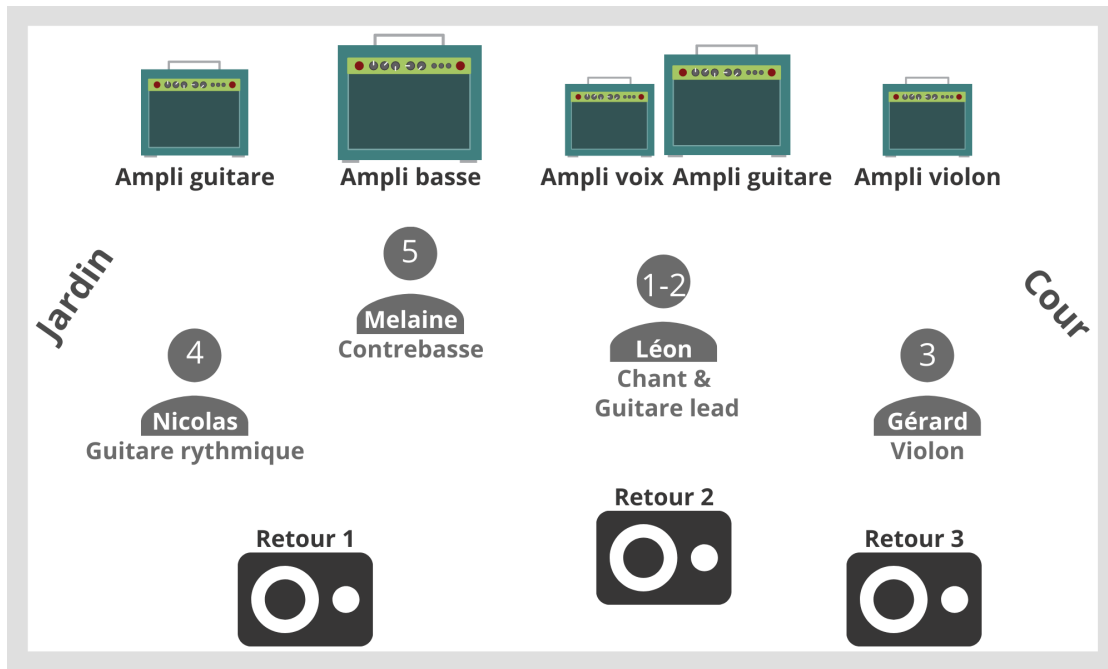 Ampli guitare
Ampli basse
Ampli voix
Ampli guitare
Ampli violon
Jardin
Cour
5
Melaine
Contrebasse
1-2
Léon
Chant &
Guitare lead
4
Nicolas
Guitare rythmique
3
Gérard
Violon
Retour 1
Retour 2
Retour 3